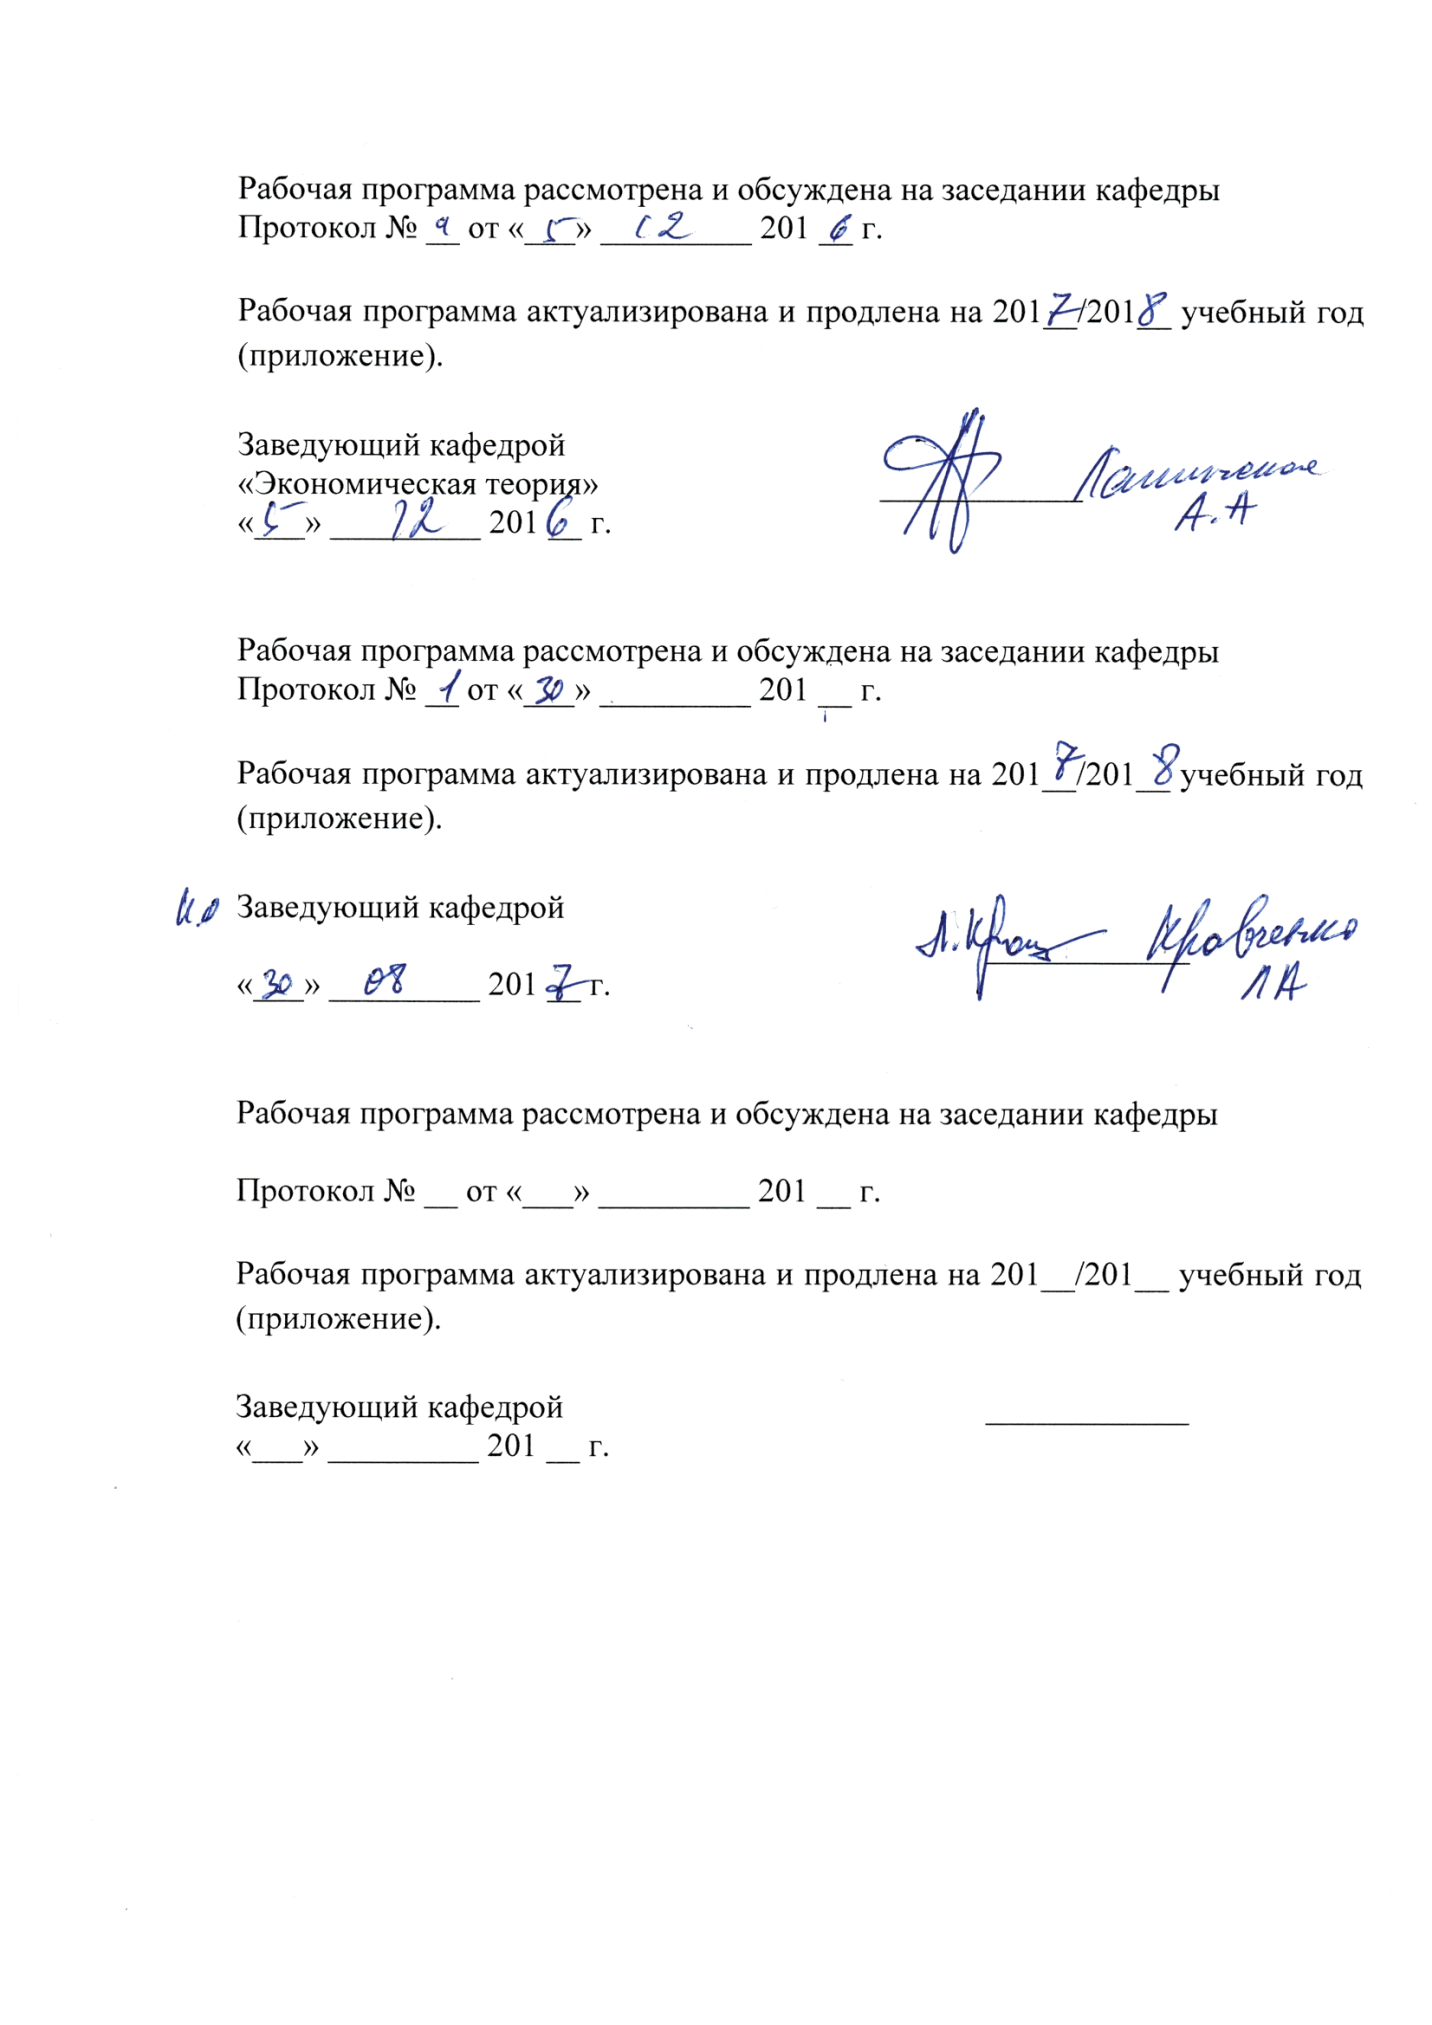 Рабочая программа рассмотрена и обсуждена на заседании кафедры
Протокол № 9 от «5» 12 2016 г.
Рабочая программа актуализирована и продлена на 2017/2018 учебный год
(приложение).
Заведующий кафедрой
«Экономическая теория»
А.А
«5» 12 2016 г.
Рабочая программа рассмотрена и обсуждена на заседании кафедры
Протокол № 1 от «30» __________ 201 __ г.
Рабочая программа актуализирована и продлена на 2017/2018 учебный год
(приложение).
И.о Заведующий кафедрой
Кравченко
ЛА
«30» 08 2017 г.
Рабочая программа рассмотрена и обсуждена на заседании кафедры
Протокол № __ от «___» _________ 201 __ г.
Рабочая программа актуализирована и продлена на 201__/201__ учебный год
(приложение).
Заведующий кафедрой ____________
«___» _________ 201 __ г.